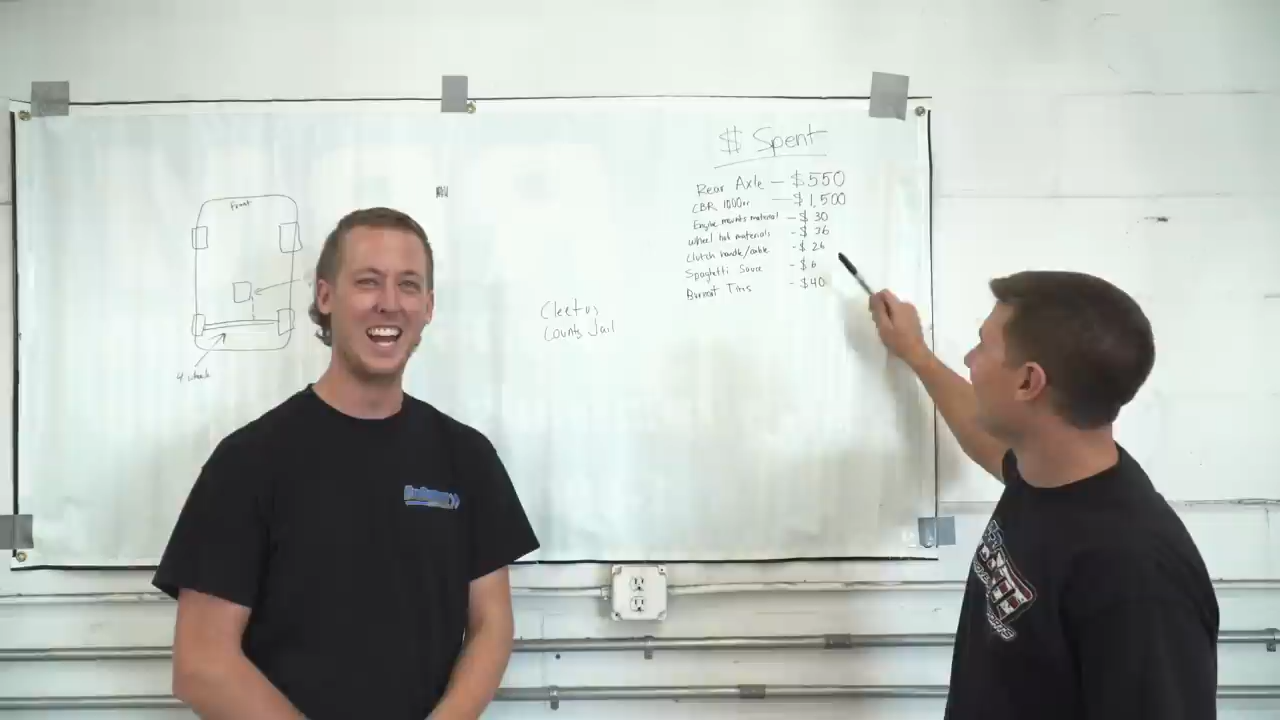 $ Spent
Rear Axle - $550
CBR 1000rr - $1,500
Engine mounts material - $30
Wheel hub materials - $36
Clutch handle/cable - $26
Spaghetti Sauce - $6
Burnout Tires - $40
Front
4 wheels
Cleetus
County Jail